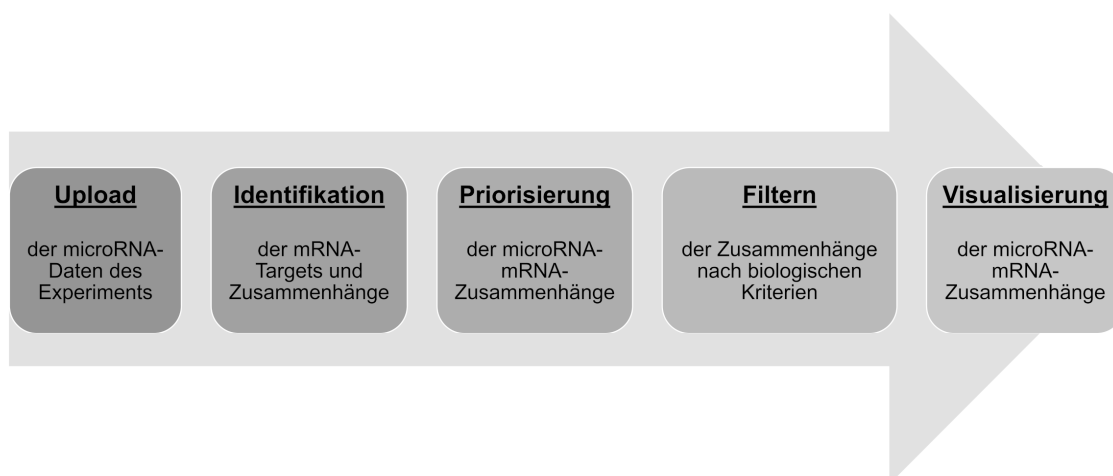 Upload
der microRNA-
Daten des
Experiments
Identifikation
der mRNA-
Targets und
Zusammenhänge
Priorisierung
der microRNA-
mRNA-
Zusammenhänge
Filtern
der Zusammenhänge
nach biologischen
Kriterien
Visualisierung
der microRNA-
mRNA-
Zusammenhänge